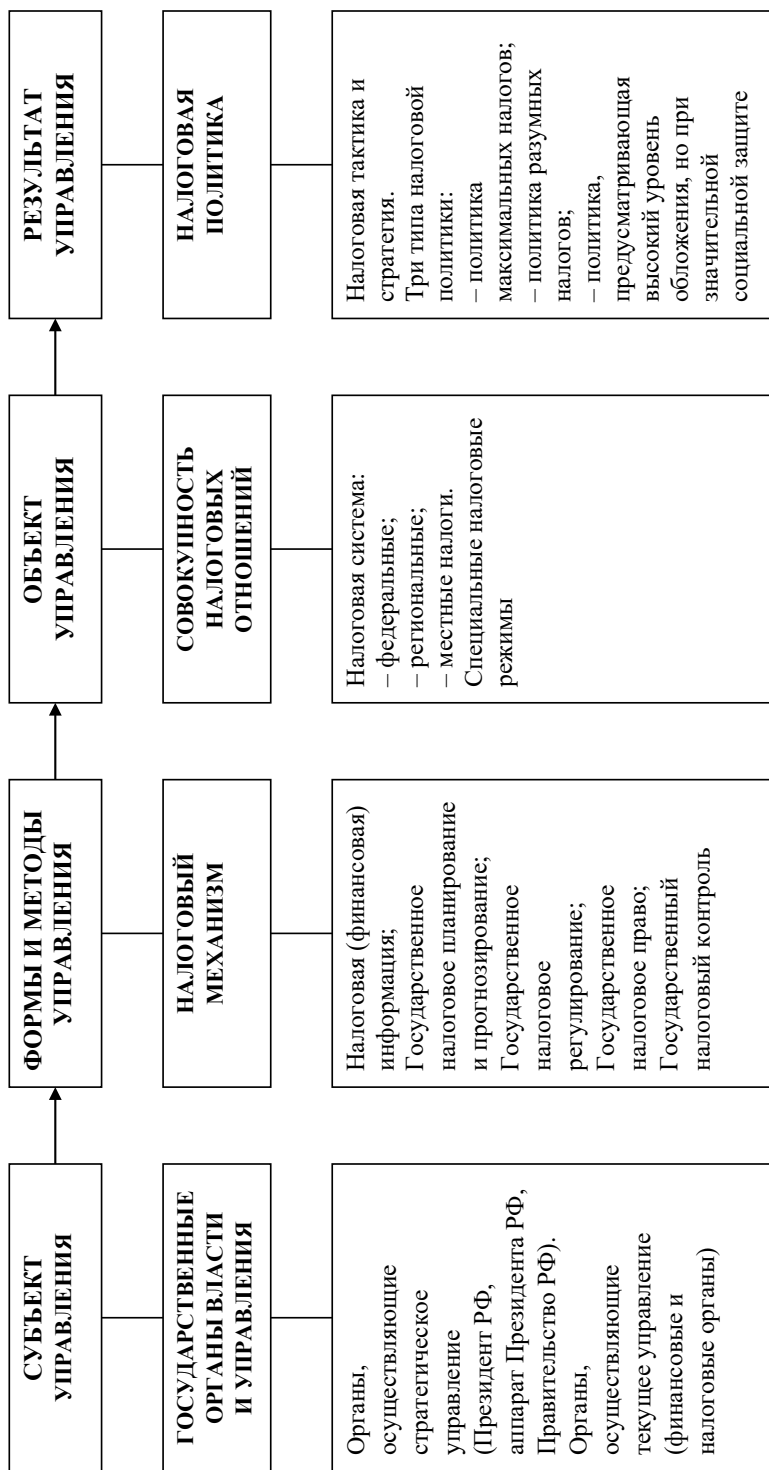 СУБЪЕКТ
УПРАВЛЕНИЯ
ФОРМЫ И МЕТОДЫ
УПРАВЛЕНИЯ
ОБЪЕКТ
УПРАВЛЕНИЯ
РЕЗУЛЬТАТ
УПРАВЛЕНИЯ
ГОСУДАРСТВЕННЫЕ
ОРГАНЫ ВЛАСТИ
И УПРАВЛЕНИЯ
НАЛОГОВЫЙ
МЕХАНИЗМ
СОВОКУПНОСТЬ
НАЛОГОВЫХ
ОТНОШЕНИЙ
НАЛОГОВАЯ
ПОЛИТИКА
Органы,
осуществляющие
стратегическое
управление
(Президент РФ,
аппарат Президента РФ,
Правительство РФ).
Органы,
осуществляющие
текущее управление
(финансовые и
налоговые органы)
Налоговая (финансовая)
информация;
Государственное
налоговое планирование
и прогнозирование;
Государственное
налоговое
регулирование;
Государственное
налоговое право;
Государственный
налоговый контроль
Налоговая система:
– федеральные;
– региональные;
– местные налоги.
Специальные налоговые
режимы
Налоговая тактика и
стратегия.
Три типа налоговой
политики:
– политика
максимальных налогов;
– политика разумных
налогов;
– политика,
предусматривающая
высокий уровень
обложения, но при
значительной
социальной защите